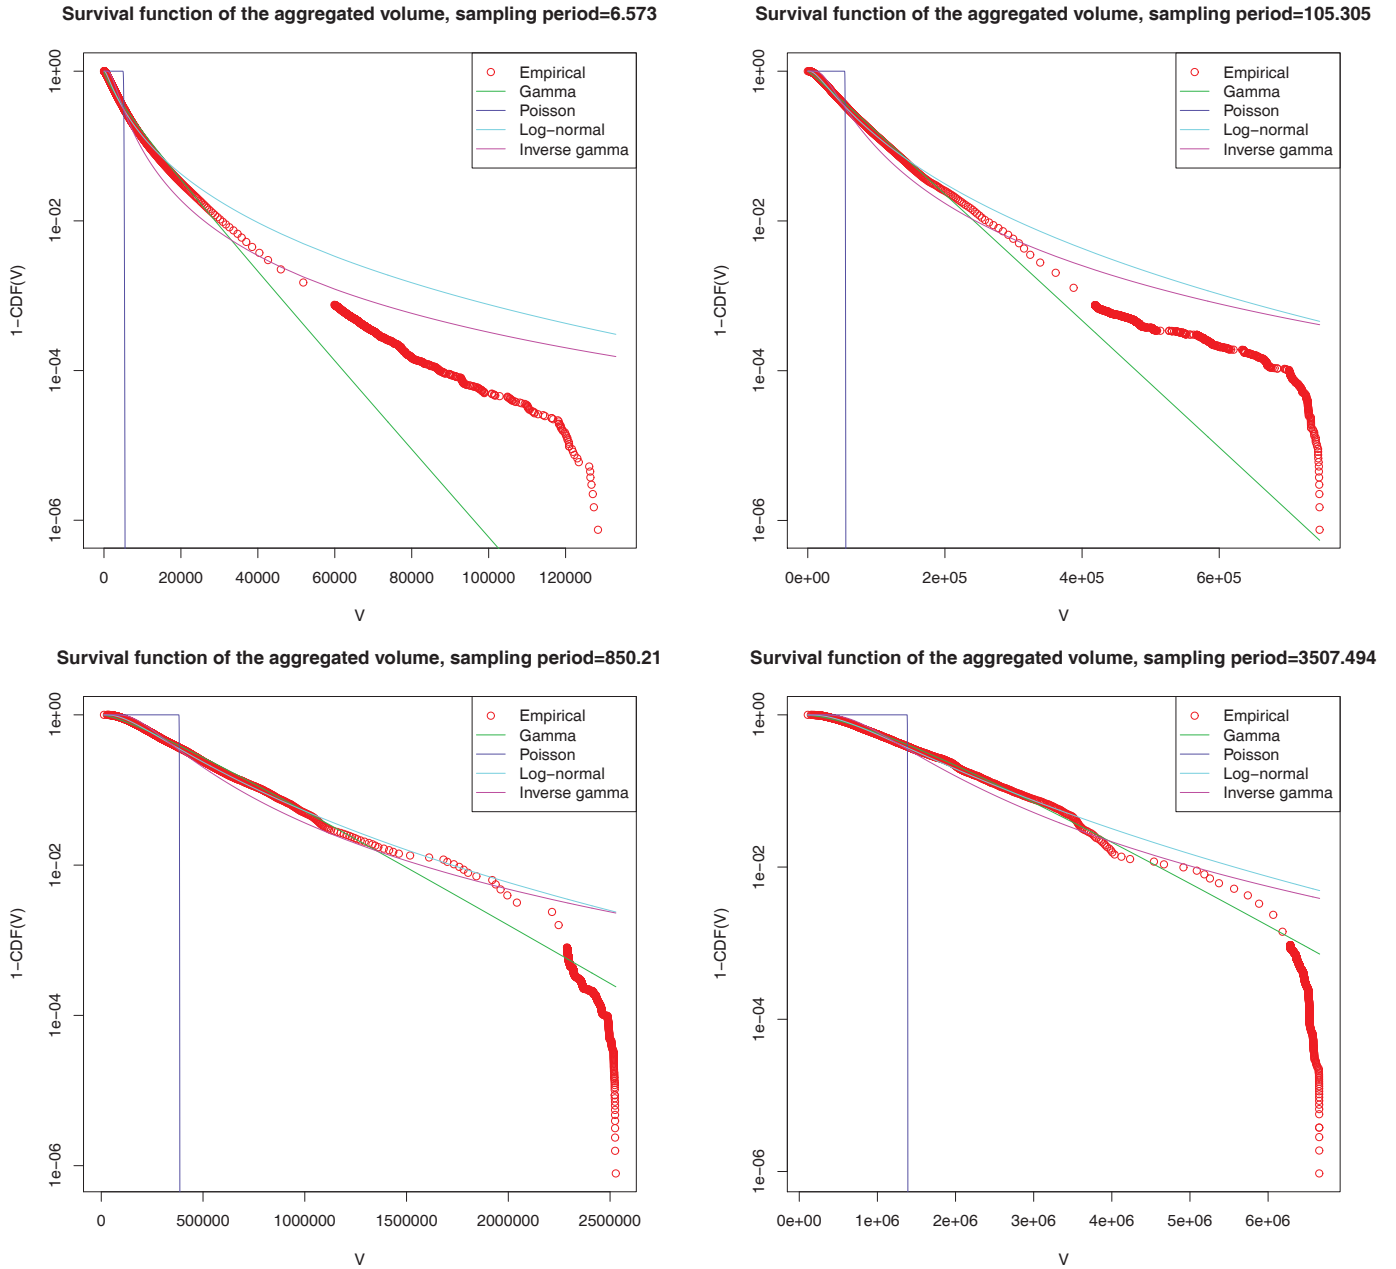 Survival function of the aggregated volume, sampling period=6.573
1e+00
1e−02
1e−04
1e−06
1−CDF(V)
Empirical
Gamma
Poisson
Log−normal
Inverse gamma
0 20000 40000 60000 80000 100000 120000
V
Survival function of the aggregated volume, sampling period=105.305
1e+00
1e−02
1e−04
1e−06
1−CDF(V)
Empirical
Gamma
Poisson
Log−normal
Inverse gamma
0e+00 2e+05 4e+05 6e+05
V
Survival function of the aggregated volume, sampling period=850.21
1e+00
1e−02
1e−04
1e−06
1−CDF(V)
Empirical
Gamma
Poisson
Log−normal
Inverse gamma
0 500000 1000000 1500000 2000000 2500000
V
Survival function of the aggregated volume, sampling period=3507.494
1e+00
1e−02
1e−04
1e−06
1−CDF(V)
Empirical
Gamma
Poisson
Log−normal
Inverse gamma
0e+00 1e+06 2e+06 3e+06 4e+06 5e+06 6e+06
V